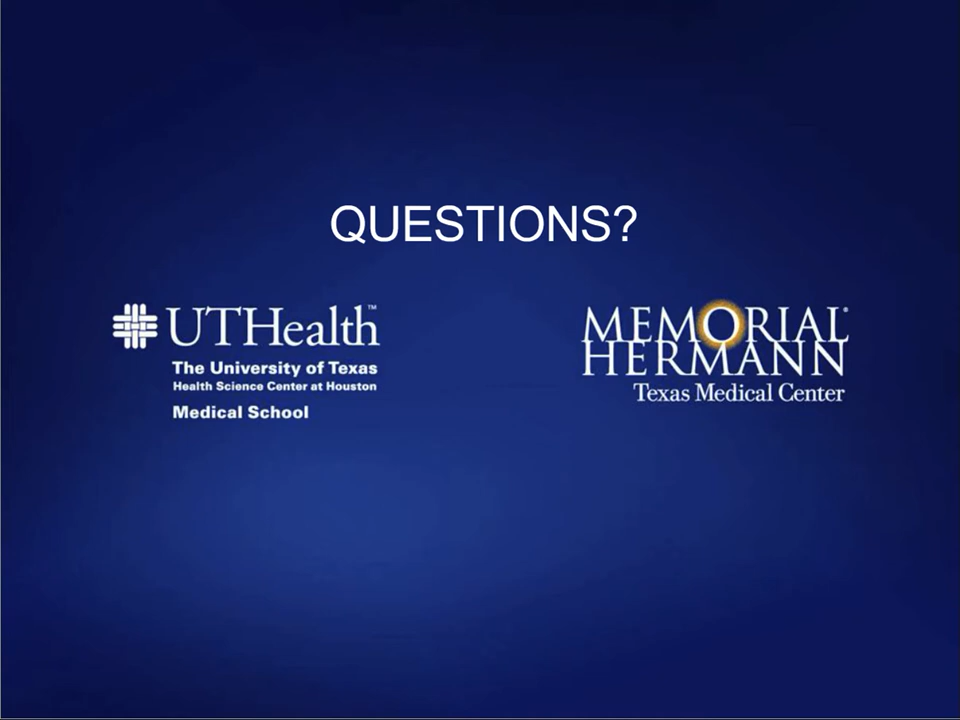 QUESTIONS?
UTHealth™
The University of Texas
Health Science Center at Houston
Medical School
MEMORIAL®
HERMANN
Texas Medical Center